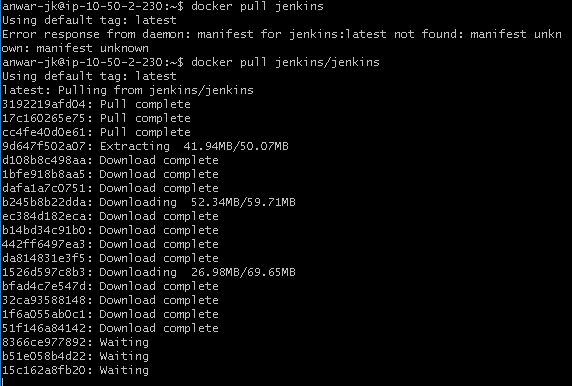 anwar-jk@ip-10-50-2-230:~$ docker pull jenkins
Using default tag: latest
Error response from daemon: manifest for jenkins:latest not found: manifest unkn
own: manifest unknown
anwar-jk@ip-10-50-2-230:~$ docker pull jenkins/jenkins
Using default tag: latest
latest: Pulling from jenkins/jenkins
3192219afd04: Pull complete
17c160265e75: Pull complete
cc4fe40d0e61: Pull complete
9d647f502a07: Extracting  41.94MB/50.07MB
d108b8c498aa: Download complete
1bfe918b8aa5: Download complete
dafa1a7c0751: Download complete
b245b8b22dda: Downloading  52.34MB/59.71MB
ec384d182eca: Download complete
b14bd34c91b0: Download complete
442ff6497ea3: Download complete
da814831e3f5: Download complete
1526d597c8b3: Downloading  26.98MB/69.65MB
bfad4c7e547d: Download complete
32ca93588148: Download complete
1f6a055ab0c1: Download complete
51f146a84142: Download complete
8366ce977892: Waiting
b51e058b4d22: Waiting
15c162a8fb20: Waiting